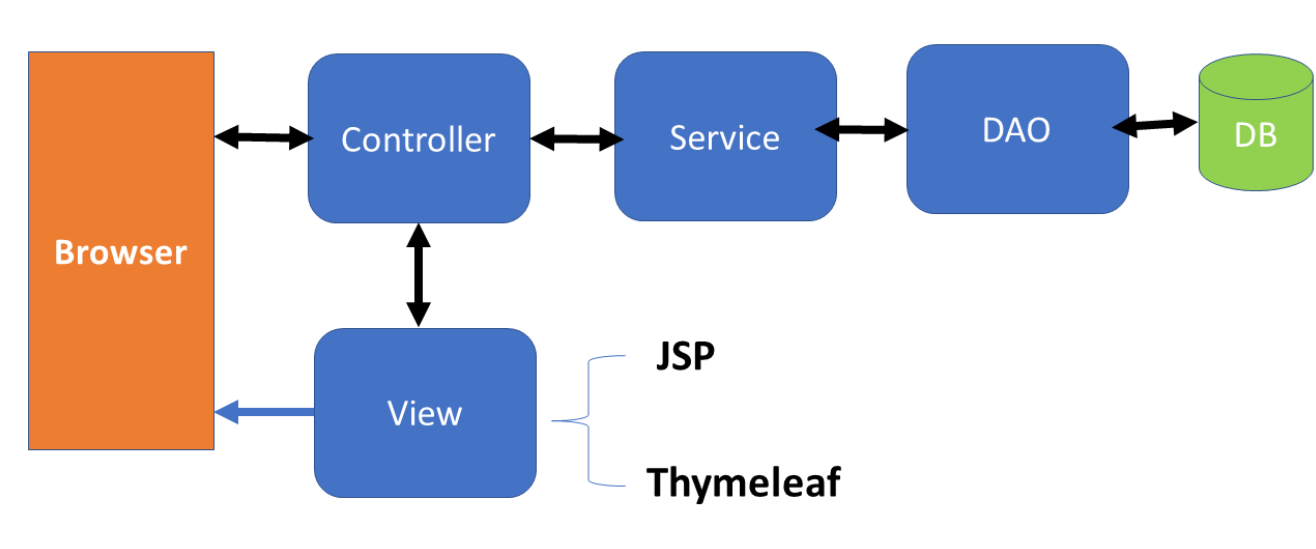 Controller
Service
DAO
DB
Browser
View
JSP
Thymeleaf